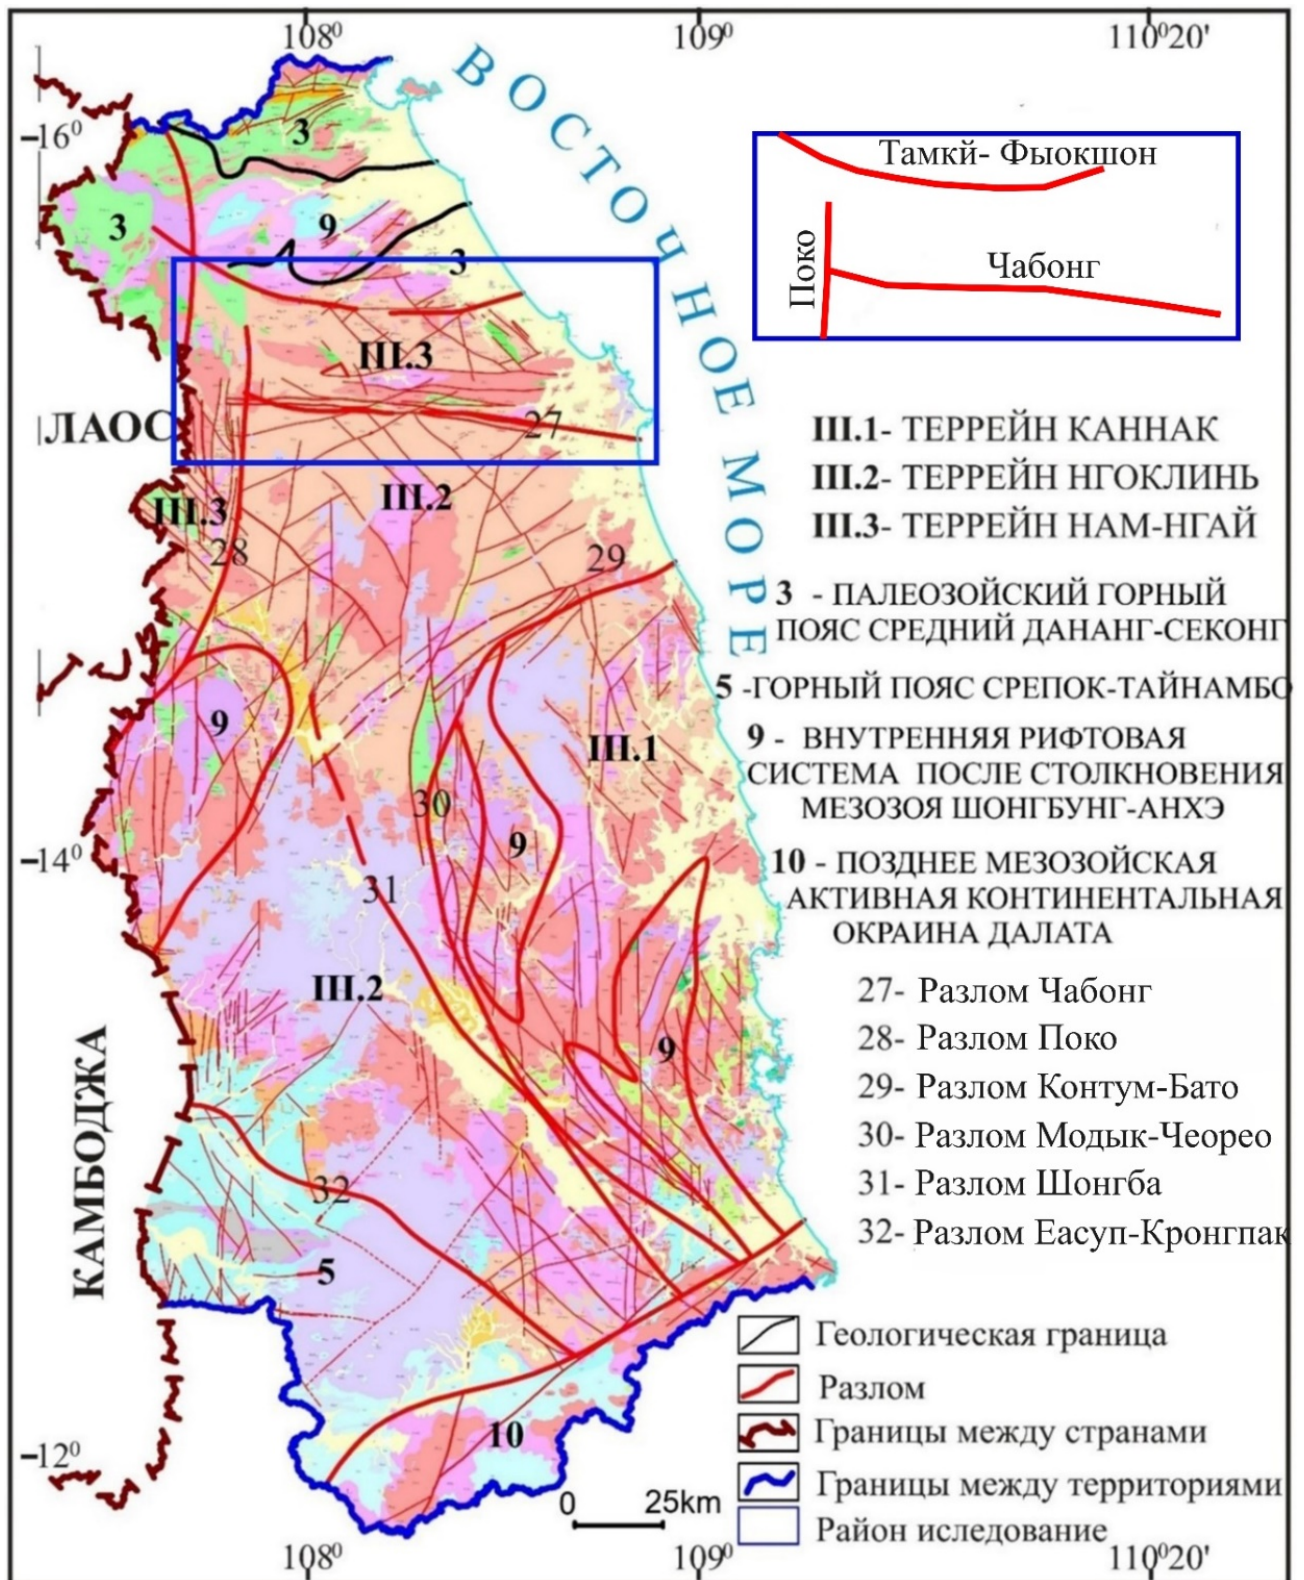 108⁰ 109⁰ 110⁰20'
ВОСТОЧНОЕ МОРЕ
16⁰
3
3
9
3
Тамкй- Фыокшон
Поко
Чабонг
III.3
ЛАОС
27
III.1- ТЕРРЕЙН КАННАК
III.2- ТЕРРЕЙН НГОКЛИНЬ
III.3- ТЕРРЕЙН НАМ-НГАЙ
III.2
III.3
28
29
3 - ПАЛЕОЗОЙСКИЙ ГОРНЫЙ
ПОЯС СРЕДНИЙ ДАНАНГ-СЕКОНГ
5 -ГОРНЫЙ ПОЯС СРЕПОК-ТАЙНАМБО
9 - ВНУТРЕННЯЯ РИФТОВАЯ
СИСТЕМА ПОСЛЕ СТОЛКНОВЕНИЯ
МЕЗОЗОЯ ШОНГБУНГ-АНХЭ
9
III.1
30
9
14⁰
31
10 - ПОЗДНЕЕ МЕЗОЗОЙСКАЯ
АКТИВНАЯ КОНТИНЕНТАЛЬНАЯ
ОКРАИНА ДАЛАТА
III.2
9
27- Разлом Чабонг
28- Разлом Поко
29- Разлом Контум-Бато
30- Разлом Модык-Чеорео
31- Разлом Шонгба
32- Разлом Еасуп-Кронгпак
КАМБОДЖА
32
5
10
12⁰
Геологическая граница
Разлом
Границы между странами
Границы между территориями
Район иследование
0 25km
108⁰ 109⁰ 110⁰20'